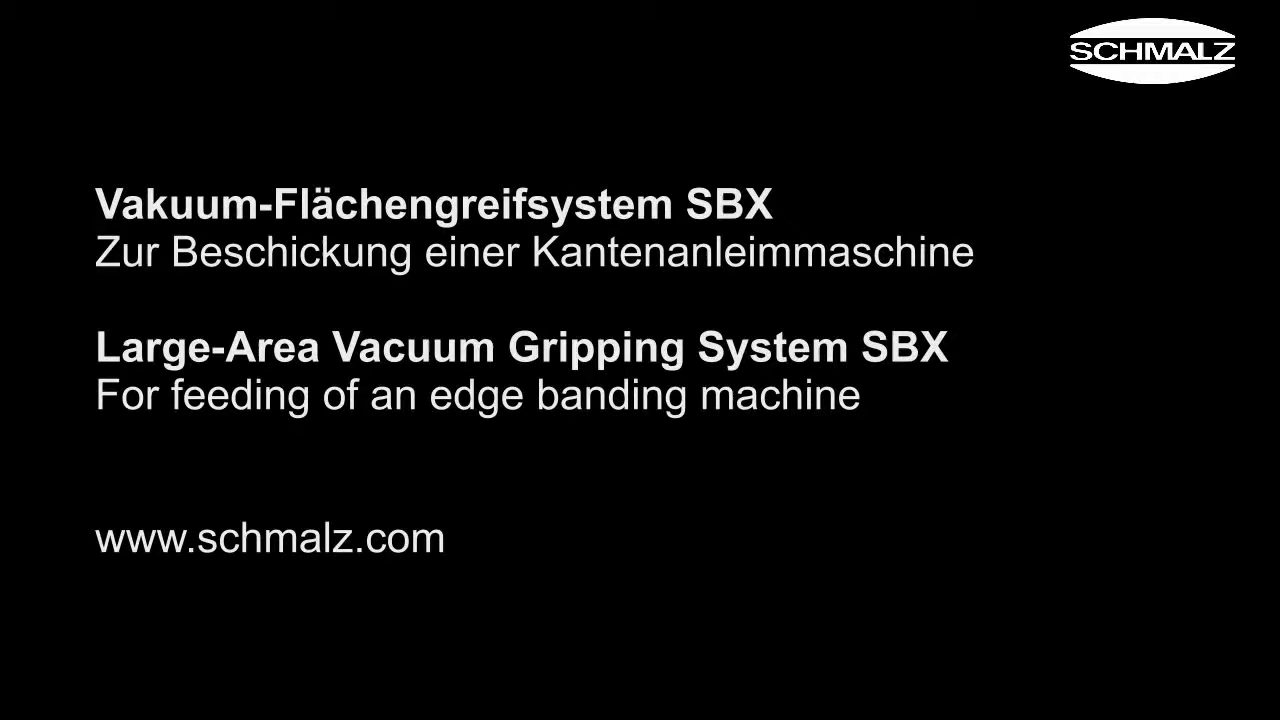 SCHMALZ
Vakuum-Flächengreifsystem SBX
Zur Beschickung einer Kantenanleimmaschine
Large-Area Vacuum Gripping System SBX
For feeding of an edge banding machine
www.schmalz.com